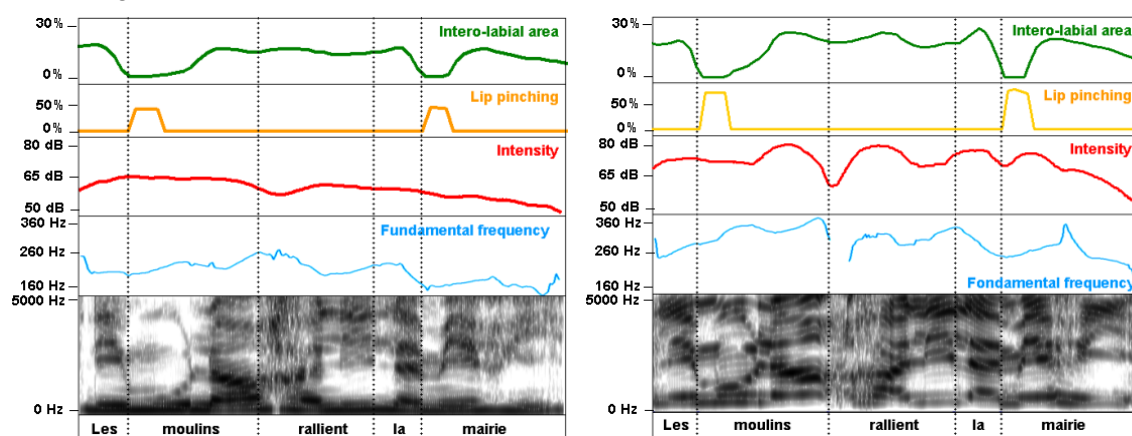 30%
Intero-labial area
0%
50%
Lip pinching
0%
80 dB
Intensity
65 dB
50 dB
360 Hz
Fundamental frequency
260 Hz
160 Hz
5000 Hz
0 Hz
Les moulins rallient la mairie
30%
Intero-labial area
0%
50%
Lip pinching
0%
80 dB
Intensity
65 dB
50 dB
360 Hz
260 Hz
160 Hz
Fondamental frequency
5000 Hz
0 Hz
Les moulins rallient la mairie